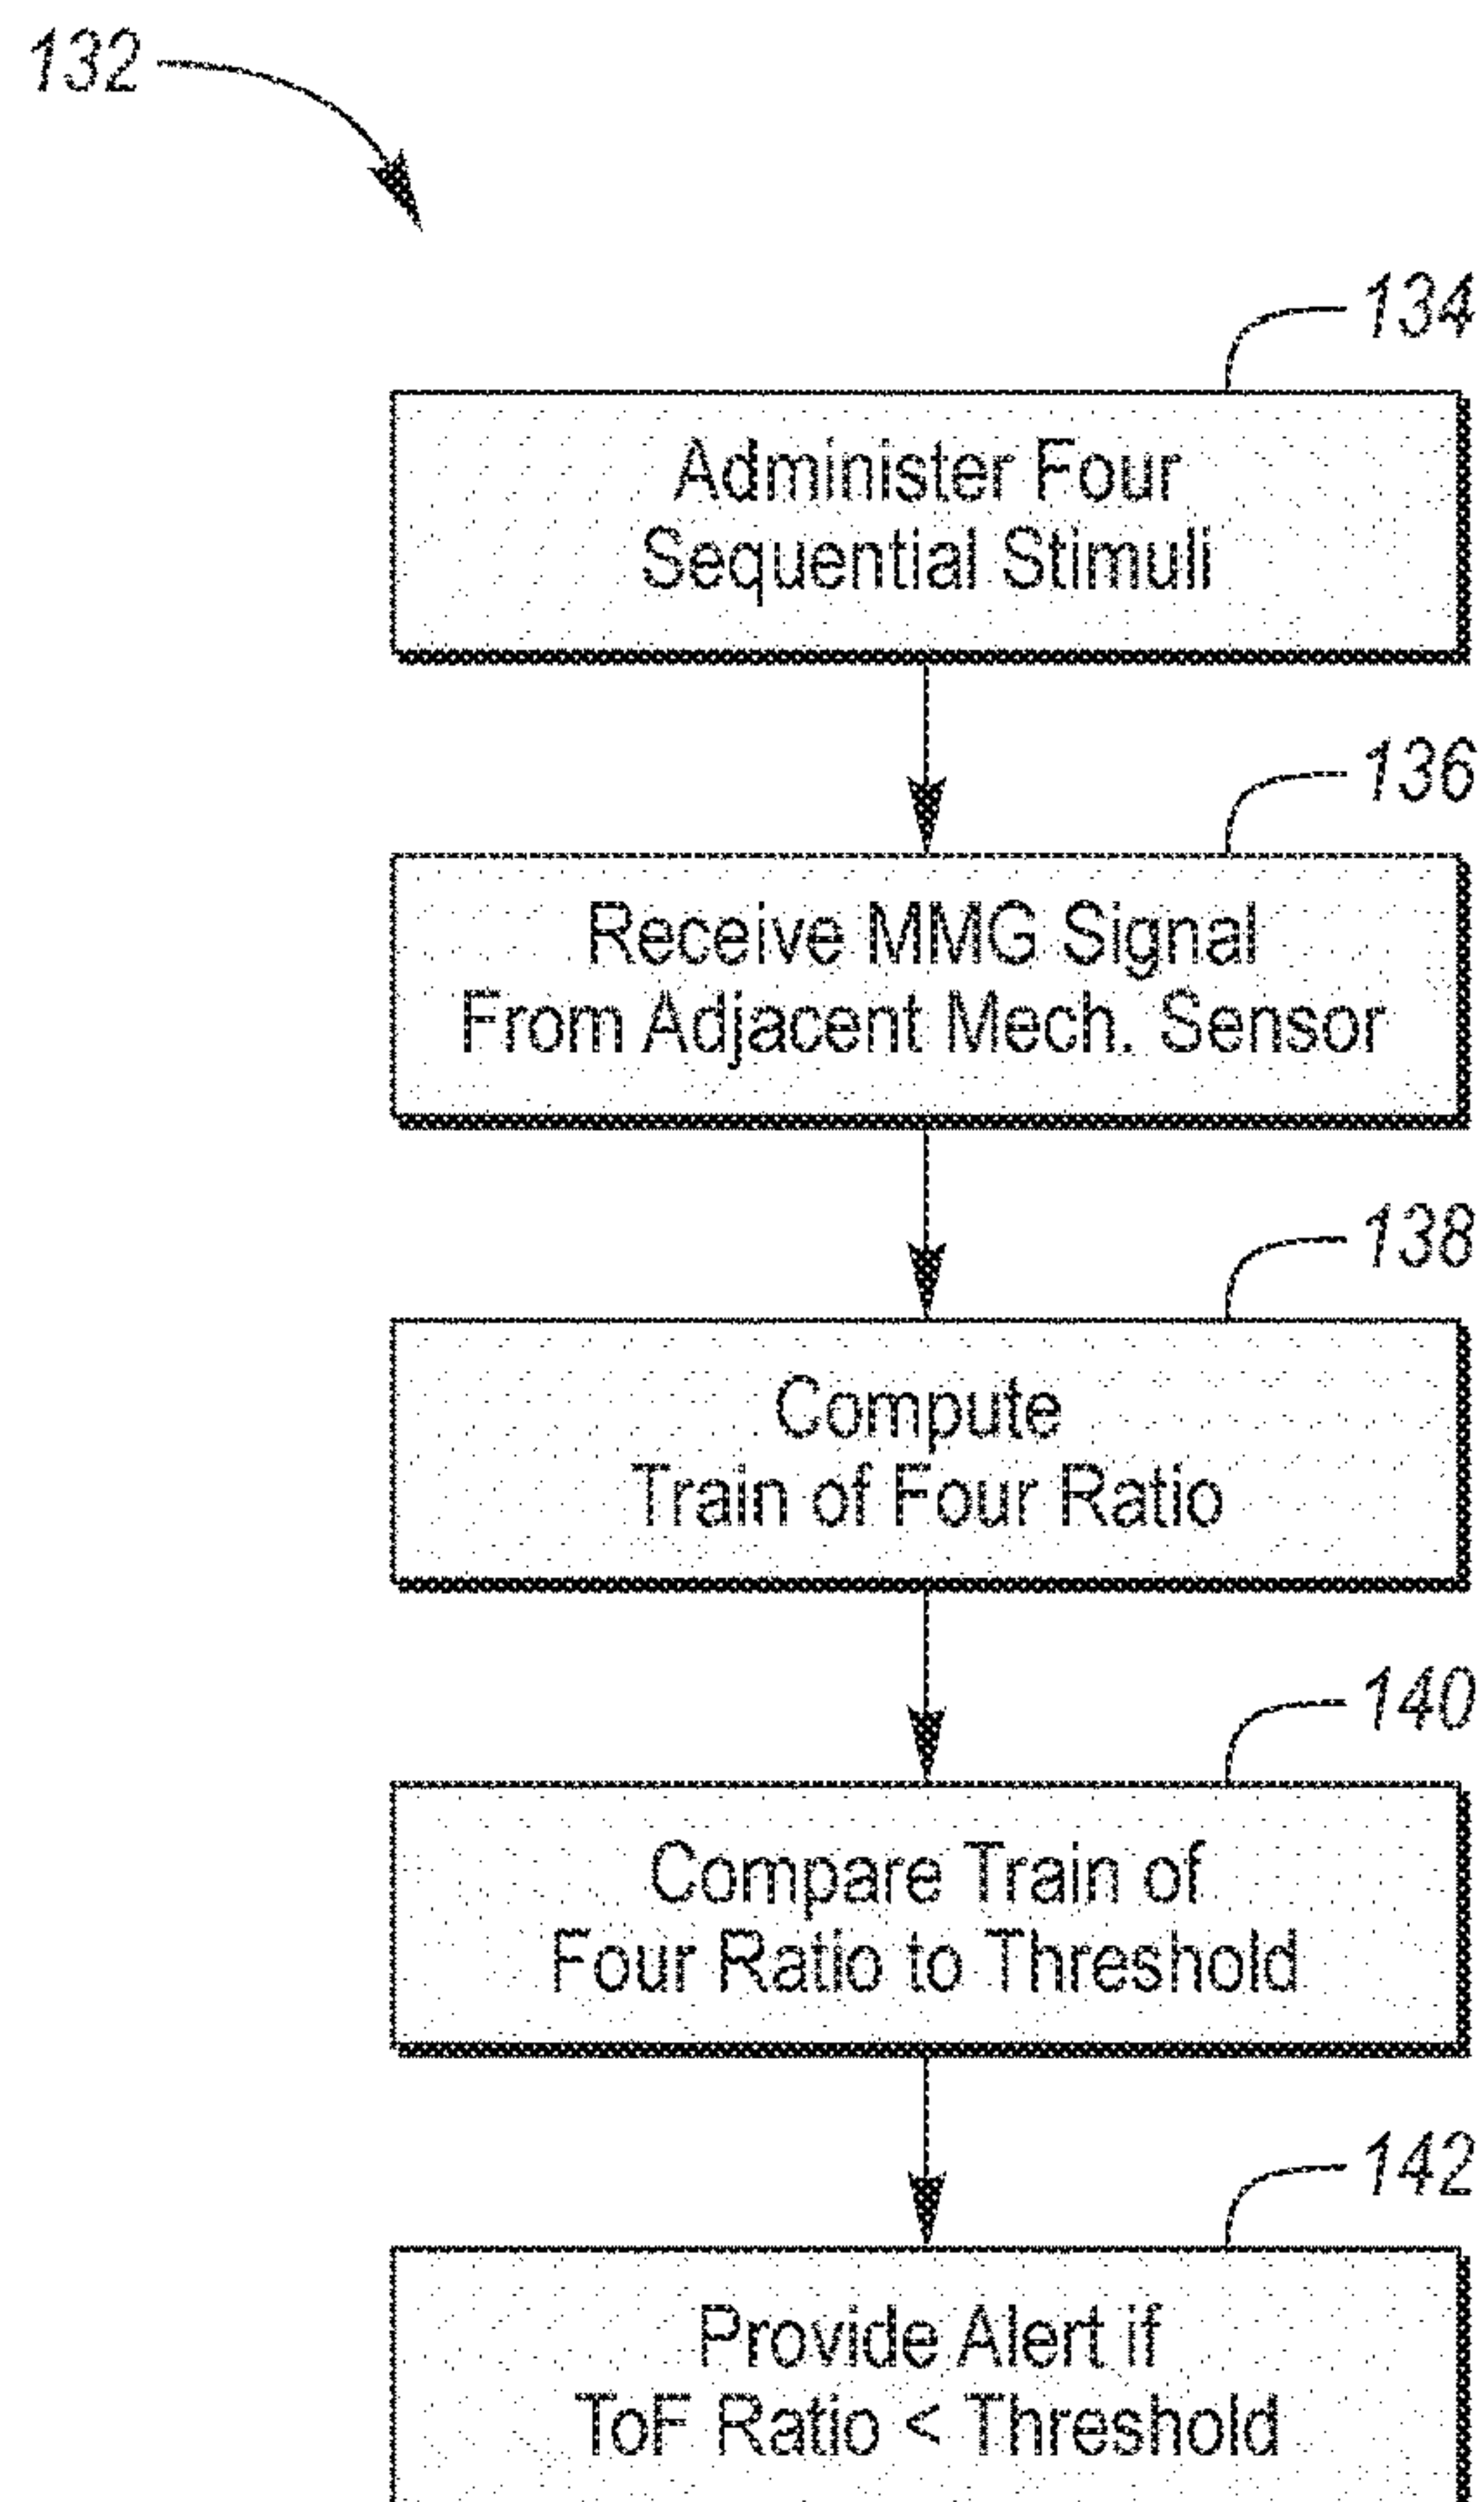 132
134
Administer Four
Sequential Stimuli
136
Receive MMG Signal
From Adjacent Mech. Sensor
138
Compute
Train of Four Ratio
140
Compare Train of
Four Ratio to Threshold
142
Provide Alert if
ToF Ratio < Threshold